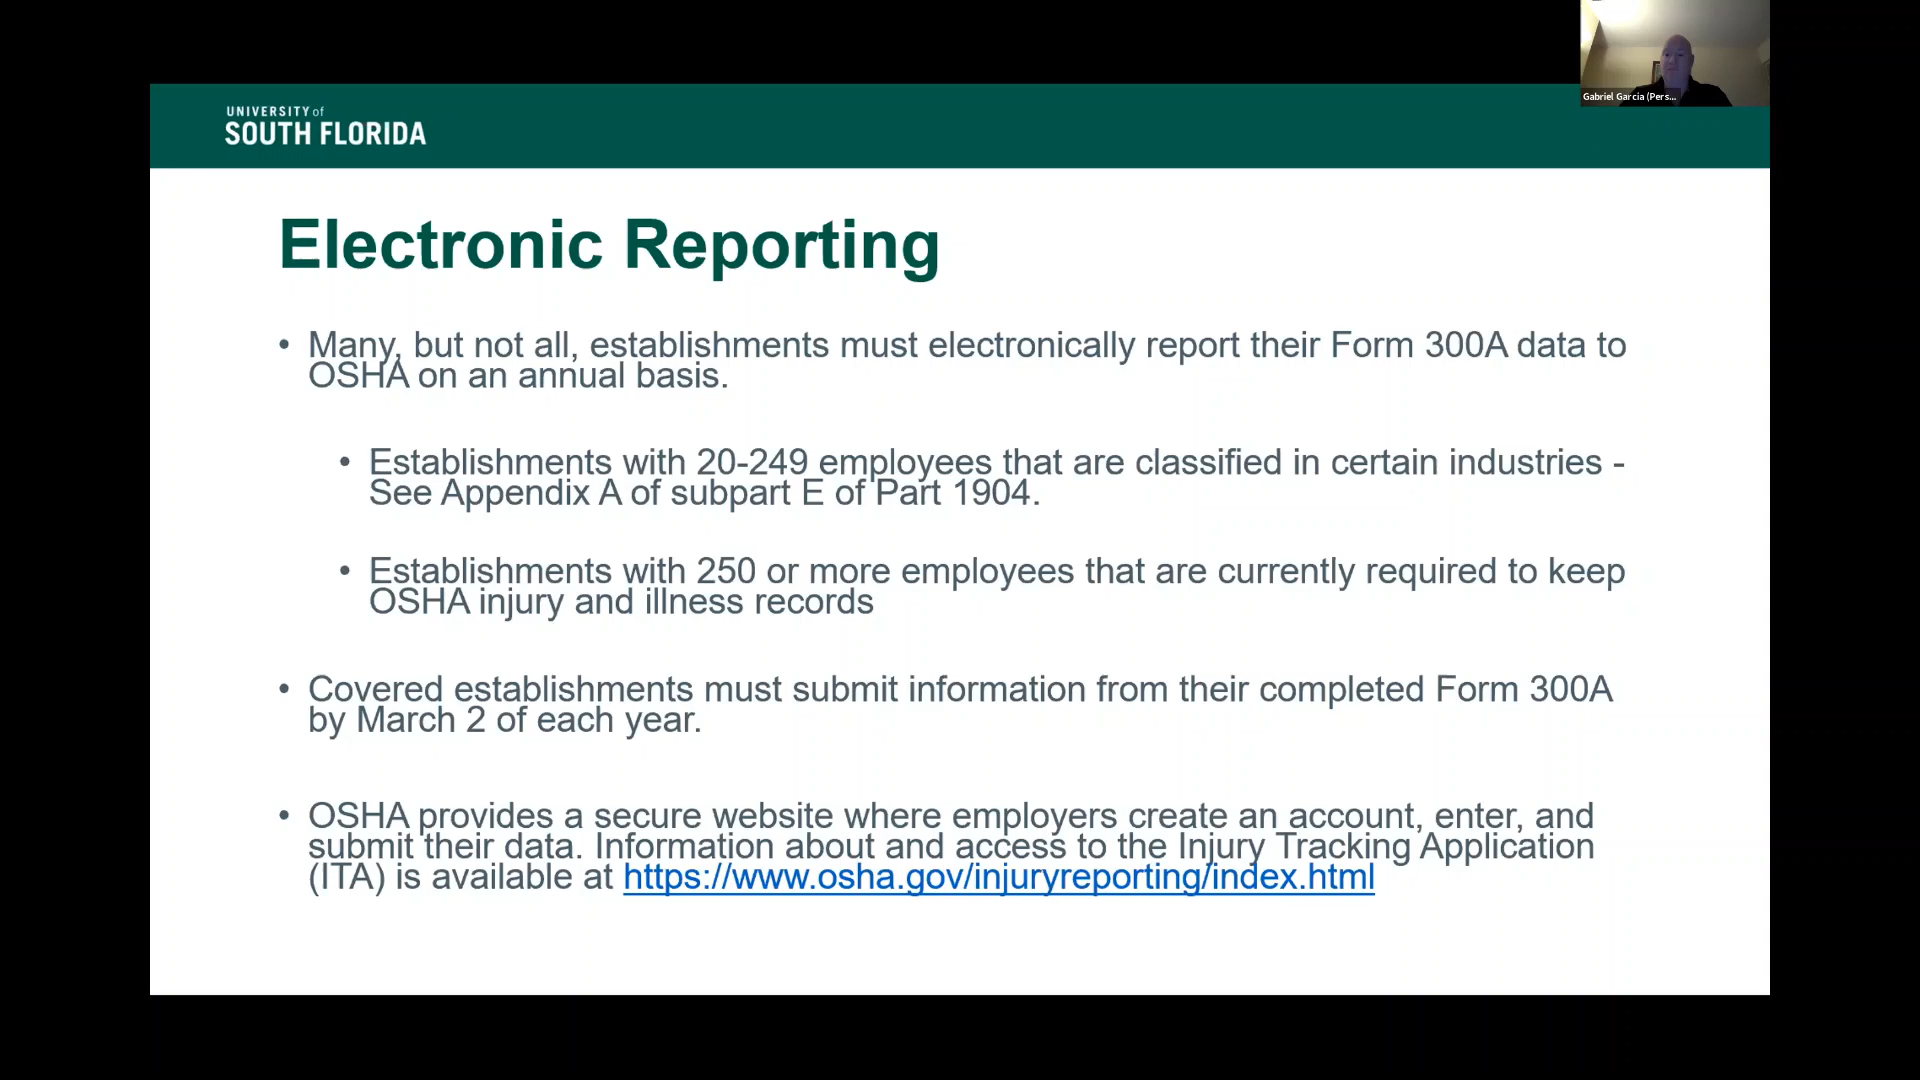 Gabriel Garcia (Pers...
UNIVERSITY of
SOUTH FLORIDA
Electronic Reporting
• Many, but not all, establishments must electronically report their Form 300A data to
OSHA on an annual basis.
• Establishments with 20-249 employees that are classified in certain industries -
See Appendix A of subpart E of Part 1904.
• Establishments with 250 or more employees that are currently required to keep
OSHA injury and illness records
• Covered establishments must submit information from their completed Form 300A
by March 2 of each year.
• OSHA provides a secure website where employers create an account, enter, and
submit their data. Information about and access to the Injury Tracking Application
(ITA) is available at https://www.osha.gov/injuryreporting/index.html